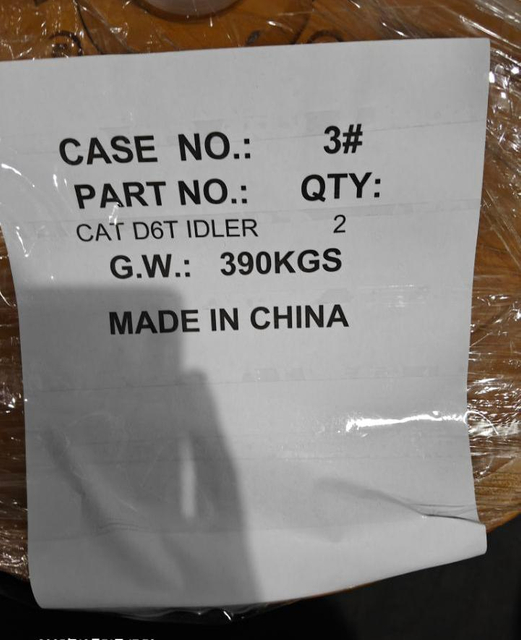 CASE NO.: 3#
PART NO.: QTY:
CAT D6T IDLER 2
G.W.: 390KGS
MADE IN CHINA